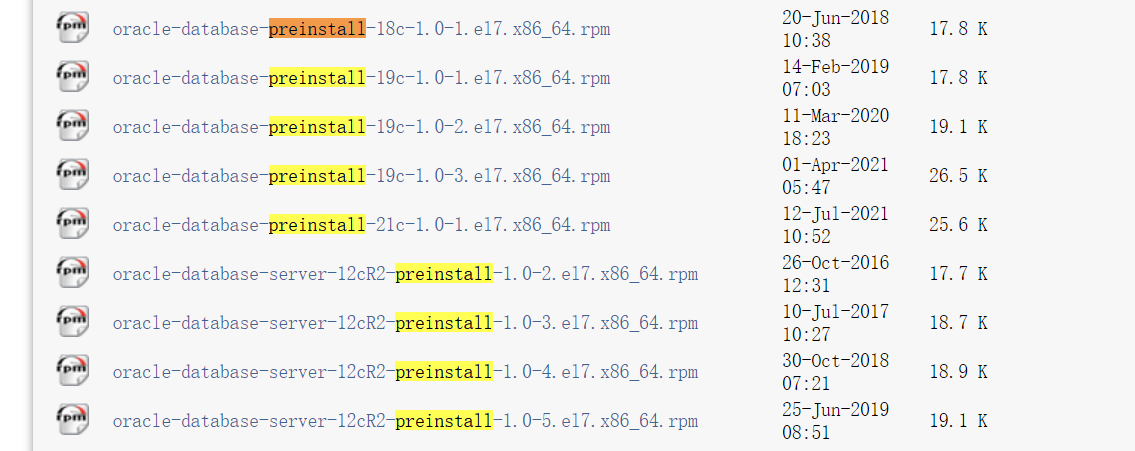 rpm oracle-database-preinstall-18c-1.0-1.el7.x86_64.rpm 20-Jun-2018 17.8 K
10:38
rpm oracle-database-preinstall-19c-1.0-1.el7.x86_64.rpm 14-Feb-2019 17.8 K
07:03
rpm oracle-database-preinstall-19c-1.0-2.el7.x86_64.rpm 11-Mar-2020 19.1 K
18:23
rpm oracle-database-preinstall-19c-1.0-3.el7.x86_64.rpm 01-Apr-2021 26.5 K
05:47
rpm oracle-database-preinstall-21c-1.0-1.el7.x86_64.rpm 12-Jul-2021 25.6 K
10:52
rpm oracle-database-server-12cR2-preinstall-1.0-2.el7.x86_64.rpm 26-Oct-2016 17.7 K
12:31
rpm oracle-database-server-12cR2-preinstall-1.0-3.el7.x86_64.rpm 10-Jul-2017 18.7 K
10:27
rpm oracle-database-server-12cR2-preinstall-1.0-4.el7.x86_64.rpm 30-Oct-2018 18.9 K
07:21
rpm oracle-database-server-12cR2-preinstall-1.0-5.el7.x86_64.rpm 25-Jun-2019 19.1 K
08:51